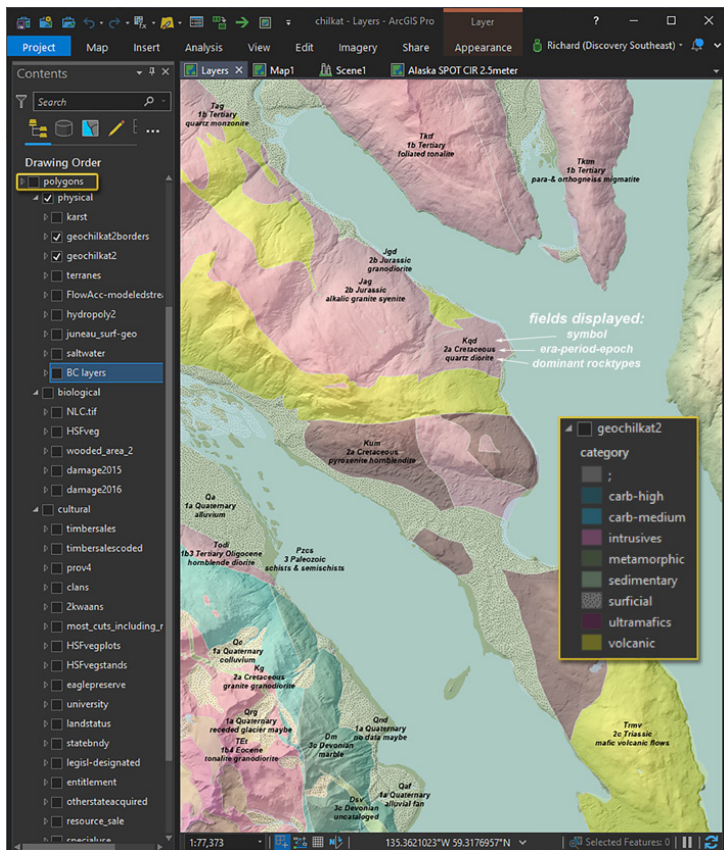 chilkat - Layers - ArcGIS Pro
Layer
?
Project
Map
Insert
Analysis
View
Edit
Imagery
Share
Appearance
Richard (Discovery Southeast)
Contents
Search
Drawing Order
polygons
physical
karst
geochilkat2borders
geochilkat2
terranes
FlowAcc-modeledstrea
hydropoly2
juneau_surf-geo
saltwater
BC layers
biological
NLC.tif
HSFveg
wooded_area_2
damage2015
damage2016
cultural
timbersales
timbersalescoded
prov4
clans
2kwaans
most_cuts_including_r
HSFvegplots
HSFvegstands
eaglepreserve
university
landstatus
statebndy
legisl-designated
entitlement
otherstateacquired
resource_sale
specialuse
Layers
Map1
Scene1
Alaska SPOT CIR 2.5meter
Tag
1b Tertiary
quartz monzonite
Tktf
1b Tertiary
foliated tonalite
Tktm
1b Tertiary
para-& orthogneiss migmatite
Jgd
2b Jurassic
granodiorite
Jag
2b Jurassic
alkalic granite syenite
Kqd
2a Cretaceous
quartz diorite
fields displayed:
symbol
era-period-epoch
dominant rocktypes
Kum
2a Cretaceous
pyroxenite hornblendite
Qa
1a Quaternary
alluvium
Todi
1b3 Tertiary Oligocene
hornblende diorite
Pzcs
3 Paleozoic
schists & semischists
Qc
1a Quaternary
colluvium
Kg
2a Cretaceous
granite granodiorite
Qrg
1a Quaternary
receded glacier maybe
TEt
1b4 Eocene
tonalite granodiorite
Dm
3c Devonian
marble
Qnd
1a Quaternary
no data maybe
Dsv
3c Devonian
uncataloged
Qaf
1a Quaternary
alluvial fan
Trmv
2c Triassic
mafic volcanic flows
geochilkat2
category
;
carb-high
carb-medium
intrusives
metamorphic
sedimentary
surficial
ultramafics
volcanic
1:77,373
135.3621023°W 59.3176957°N
Selected Features: 0